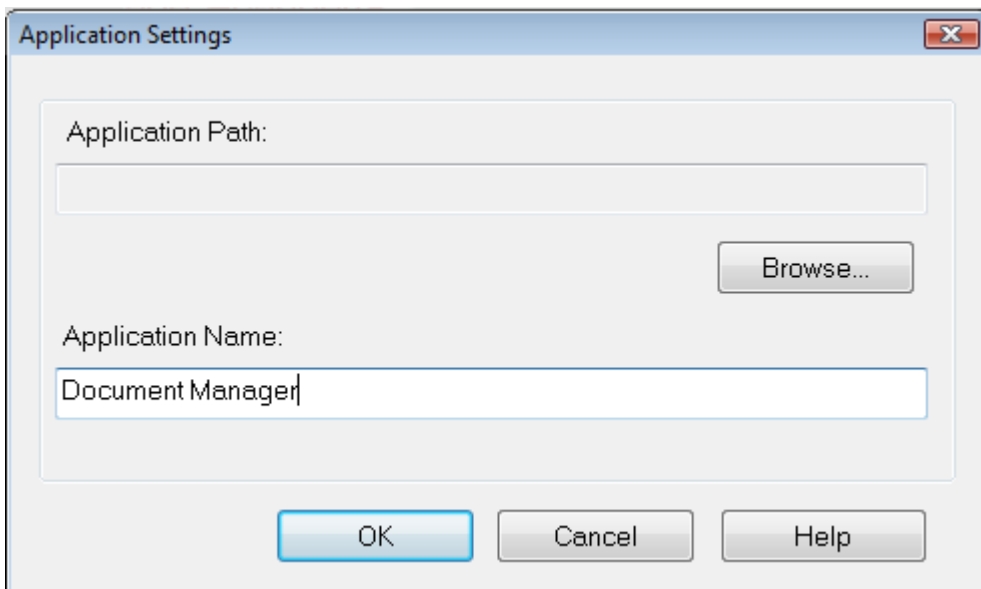 Application Settings
Application Path:
Browse...
Application Name:
Document Manager
OK Cancel Help